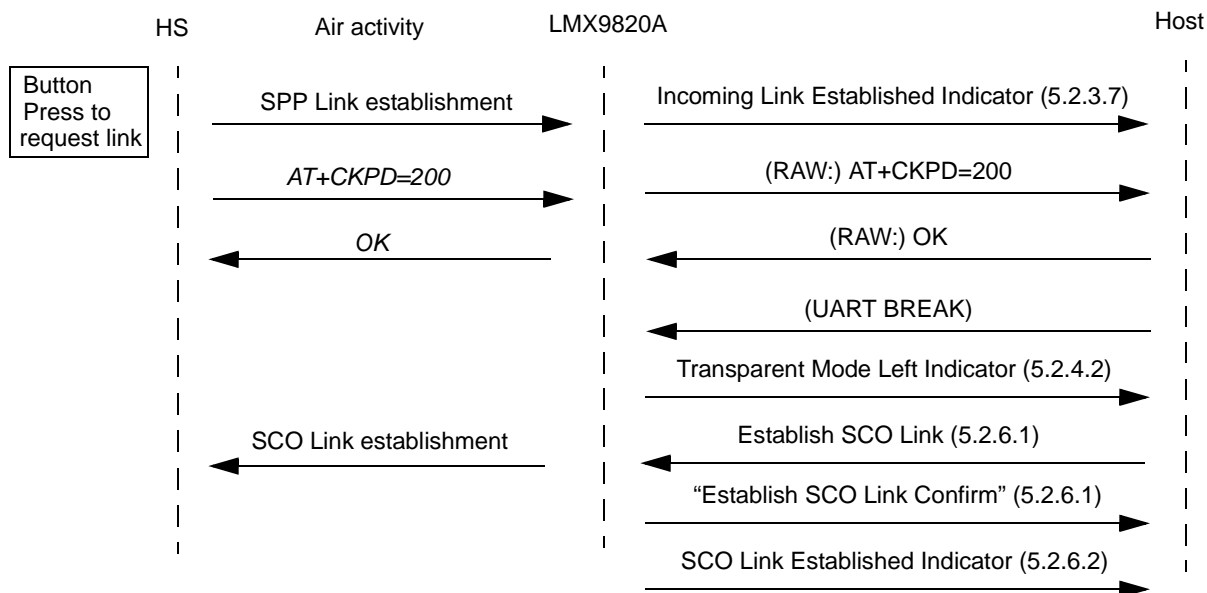 HS
Air activity
LMX9820A
Host
Button
Press to
request link
SPP Link establishment
Incoming Link Established Indicator (5.2.3.7)
AT+CKPD=200
(RAW:) AT+CKPD=200
OK
(RAW:) OK
(UART BREAK)
Transparent Mode Left Indicator (5.2.4.2)
SCO Link establishment
Establish SCO Link (5.2.6.1)
“Establish SCO Link Confirm” (5.2.6.1)
SCO Link Established Indicator (5.2.6.2)